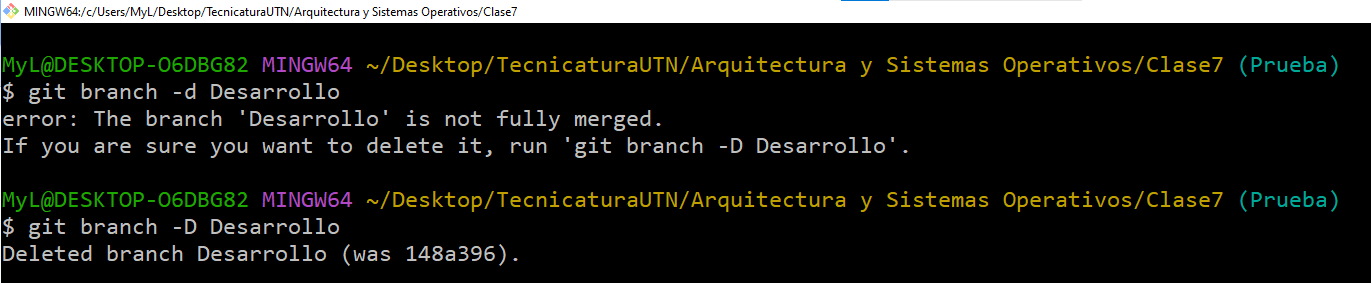 MINGW64:/c/Users/MyL/Desktop/TecnicaturaUTN/Arquitectura y Sistemas Operativos/Clase7
MyL@DESKTOP-O6DBG82 MINGW64 ~/Desktop/TecnicaturaUTN/Arquitectura y Sistemas Operativos/Clase7 (Prueba)
$ git branch -d Desarrollo
error: The branch 'Desarrollo' is not fully merged.
If you are sure you want to delete it, run 'git branch -D Desarrollo'.
MyL@DESKTOP-O6DBG82 MINGW64 ~/Desktop/TecnicaturaUTN/Arquitectura y Sistemas Operativos/Clase7 (Prueba)
$ git branch -D Desarrollo
Deleted branch Desarrollo (was 148a396).